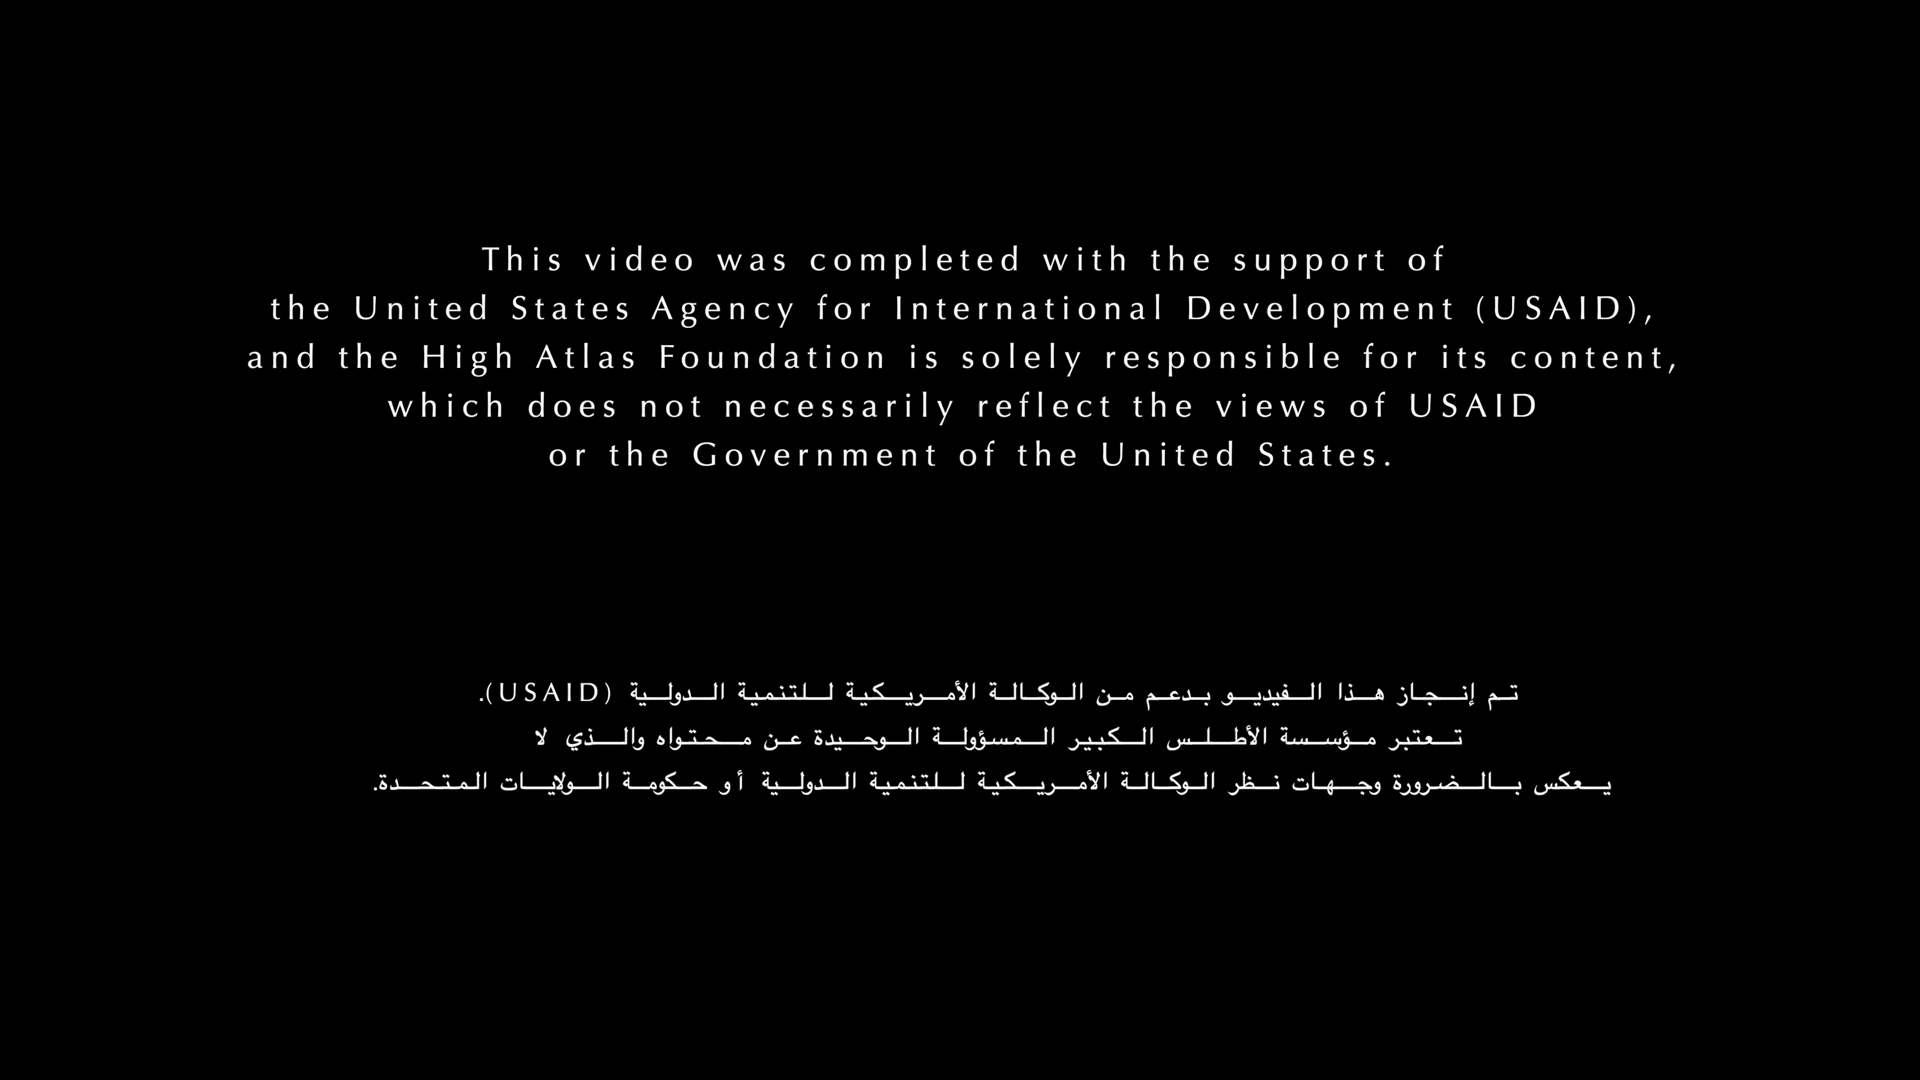 This video was completed with the support of
the United States Agency for International Development (USAID),
and the High Atlas Foundation is solely responsible for its content,
which does not necessarily reflect the views of USAID
or the Government of the United States.
تم إنجاز هذا الفيديو بدعم من الوكالة الأمريكية للتنمية الدولية (USAID).
تعتبر مؤسسة الأطلس الكبير المسؤولة الوحيدة عن محتواه والذي لا
يعكس بالضرورة وجهات نظر الوكالة الأمريكية للتنمية الدولية أو حكومة الولايات المتحدة.